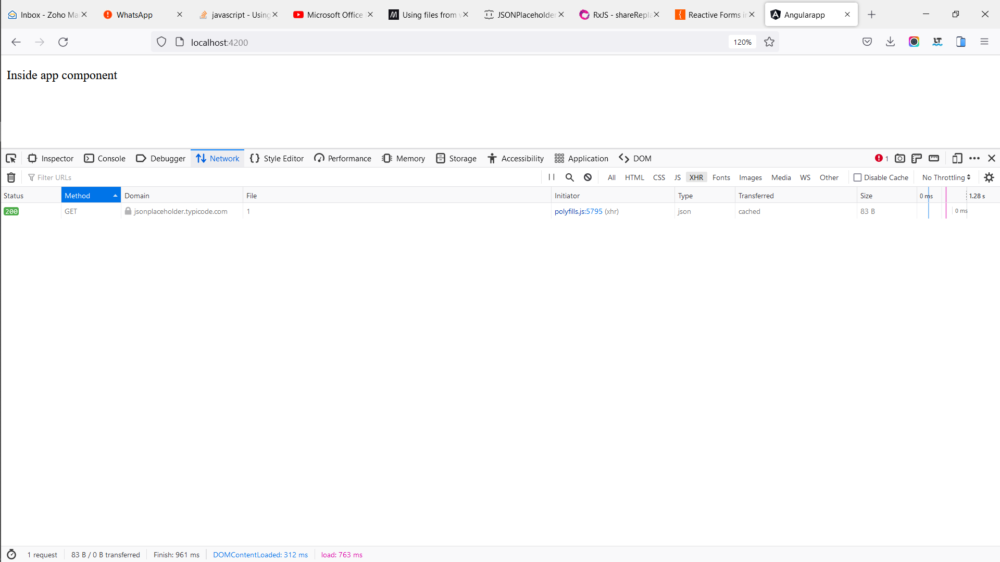 Inbox - Zoho Ma WhatsApp javascript - Using Microsoft Office Using files from w JSONPlaceholder RxJS - shareRepla Reactive Forms in Angularapp
localhost:4200 120%
Inside app component
Inspector Console Debugger Network Style Editor Performance Memory Storage Accessibility Application DOM 1
Filter URLs All HTML CSS JS XHR Fonts Images Media WS Other Disable Cache No Throttling
Status Method Domain File Initiator Type Transferred Size 0 ms 1.28 s
200 GET jsonplaceholder.typicode.com 1 polyfills.js:5795 (xhr) json cached 83 B 0 ms
1 request 83 B / 0 B transferred Finish: 961 ms DOMContentLoaded: 312 ms load: 763 ms